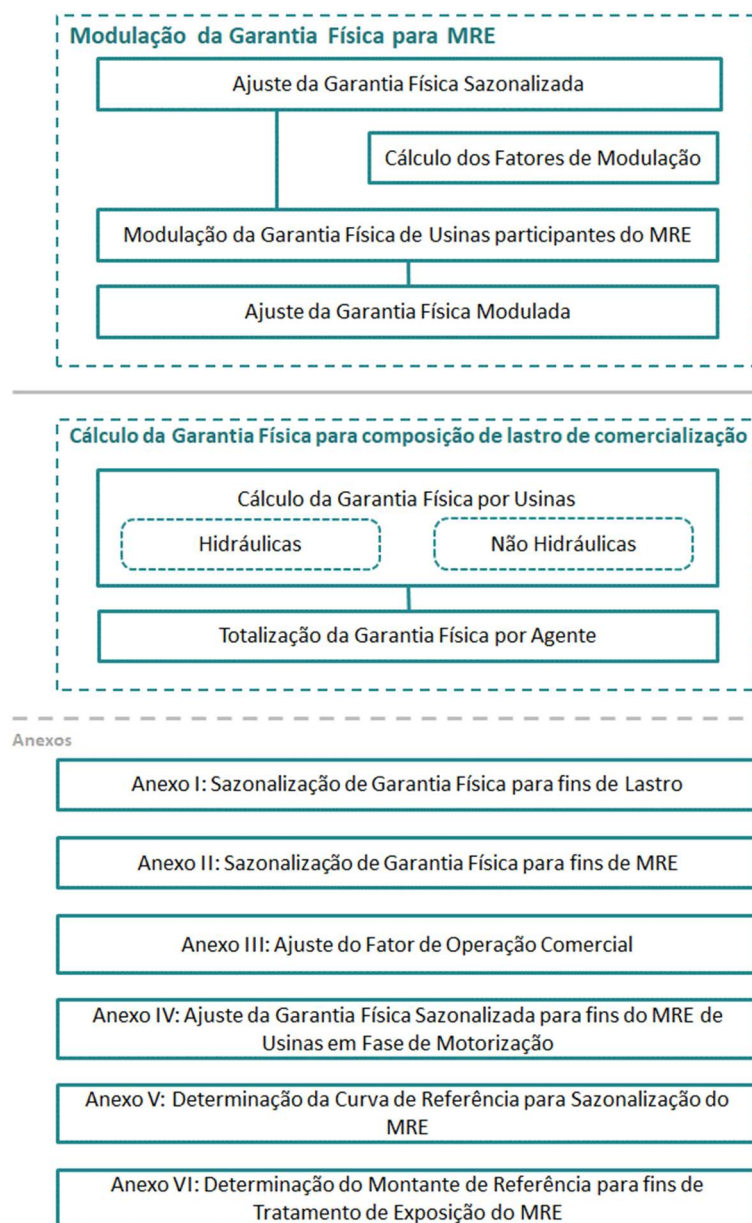 Modulação da Garantia Física para MRE
Ajuste da Garantia Física Sazonalizada
Cálculo dos Fatores de Modulação
Modulação da Garantia Física de Usinas participantes do MRE
Ajuste da Garantia Física Modulada
Cálculo da Garantia Física para composição de lastro de comercialização
Cálculo da Garantia Física por Usinas
Hidráulicas
Não Hidráulicas
Totalização da Garantia Física por Agente
Anexos
Anexo I: Sazonalização de Garantia Física para fins de Lastro
Anexo II: Sazonalização de Garantia Física para fins de MRE
Anexo III: Ajuste do Fator de Operação Comercial
Anexo IV: Ajuste da Garantia Física Sazonalizada para fins do MRE de
Usinas em Fase de Motorização
Anexo V: Determinação da Curva de Referência para Sazonalização do
MRE
Anexo VI: Determinação do Montante de Referência para fins de
Tratamento de Exposição do MRE